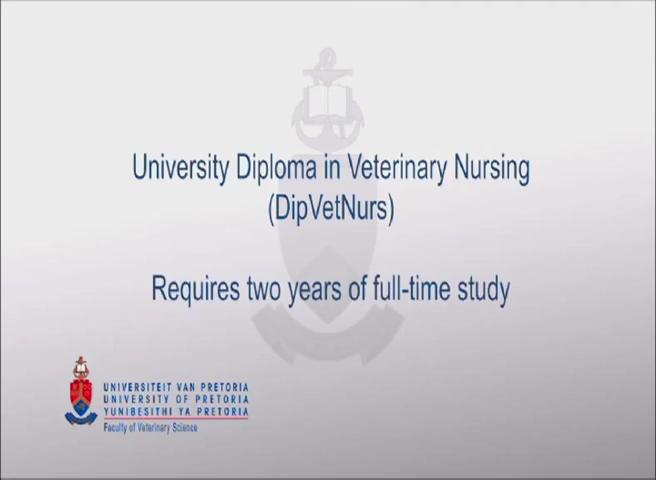 University Diploma in Veterinary Nursing
(DipVetNurs)
Requires two years of full-time study
UNIVERSITEIT VAN PRETORIA
UNIVERSITY OF PRETORIA
YUNIBESITHI YA PRETORIA
Faculty of Veterinary Science